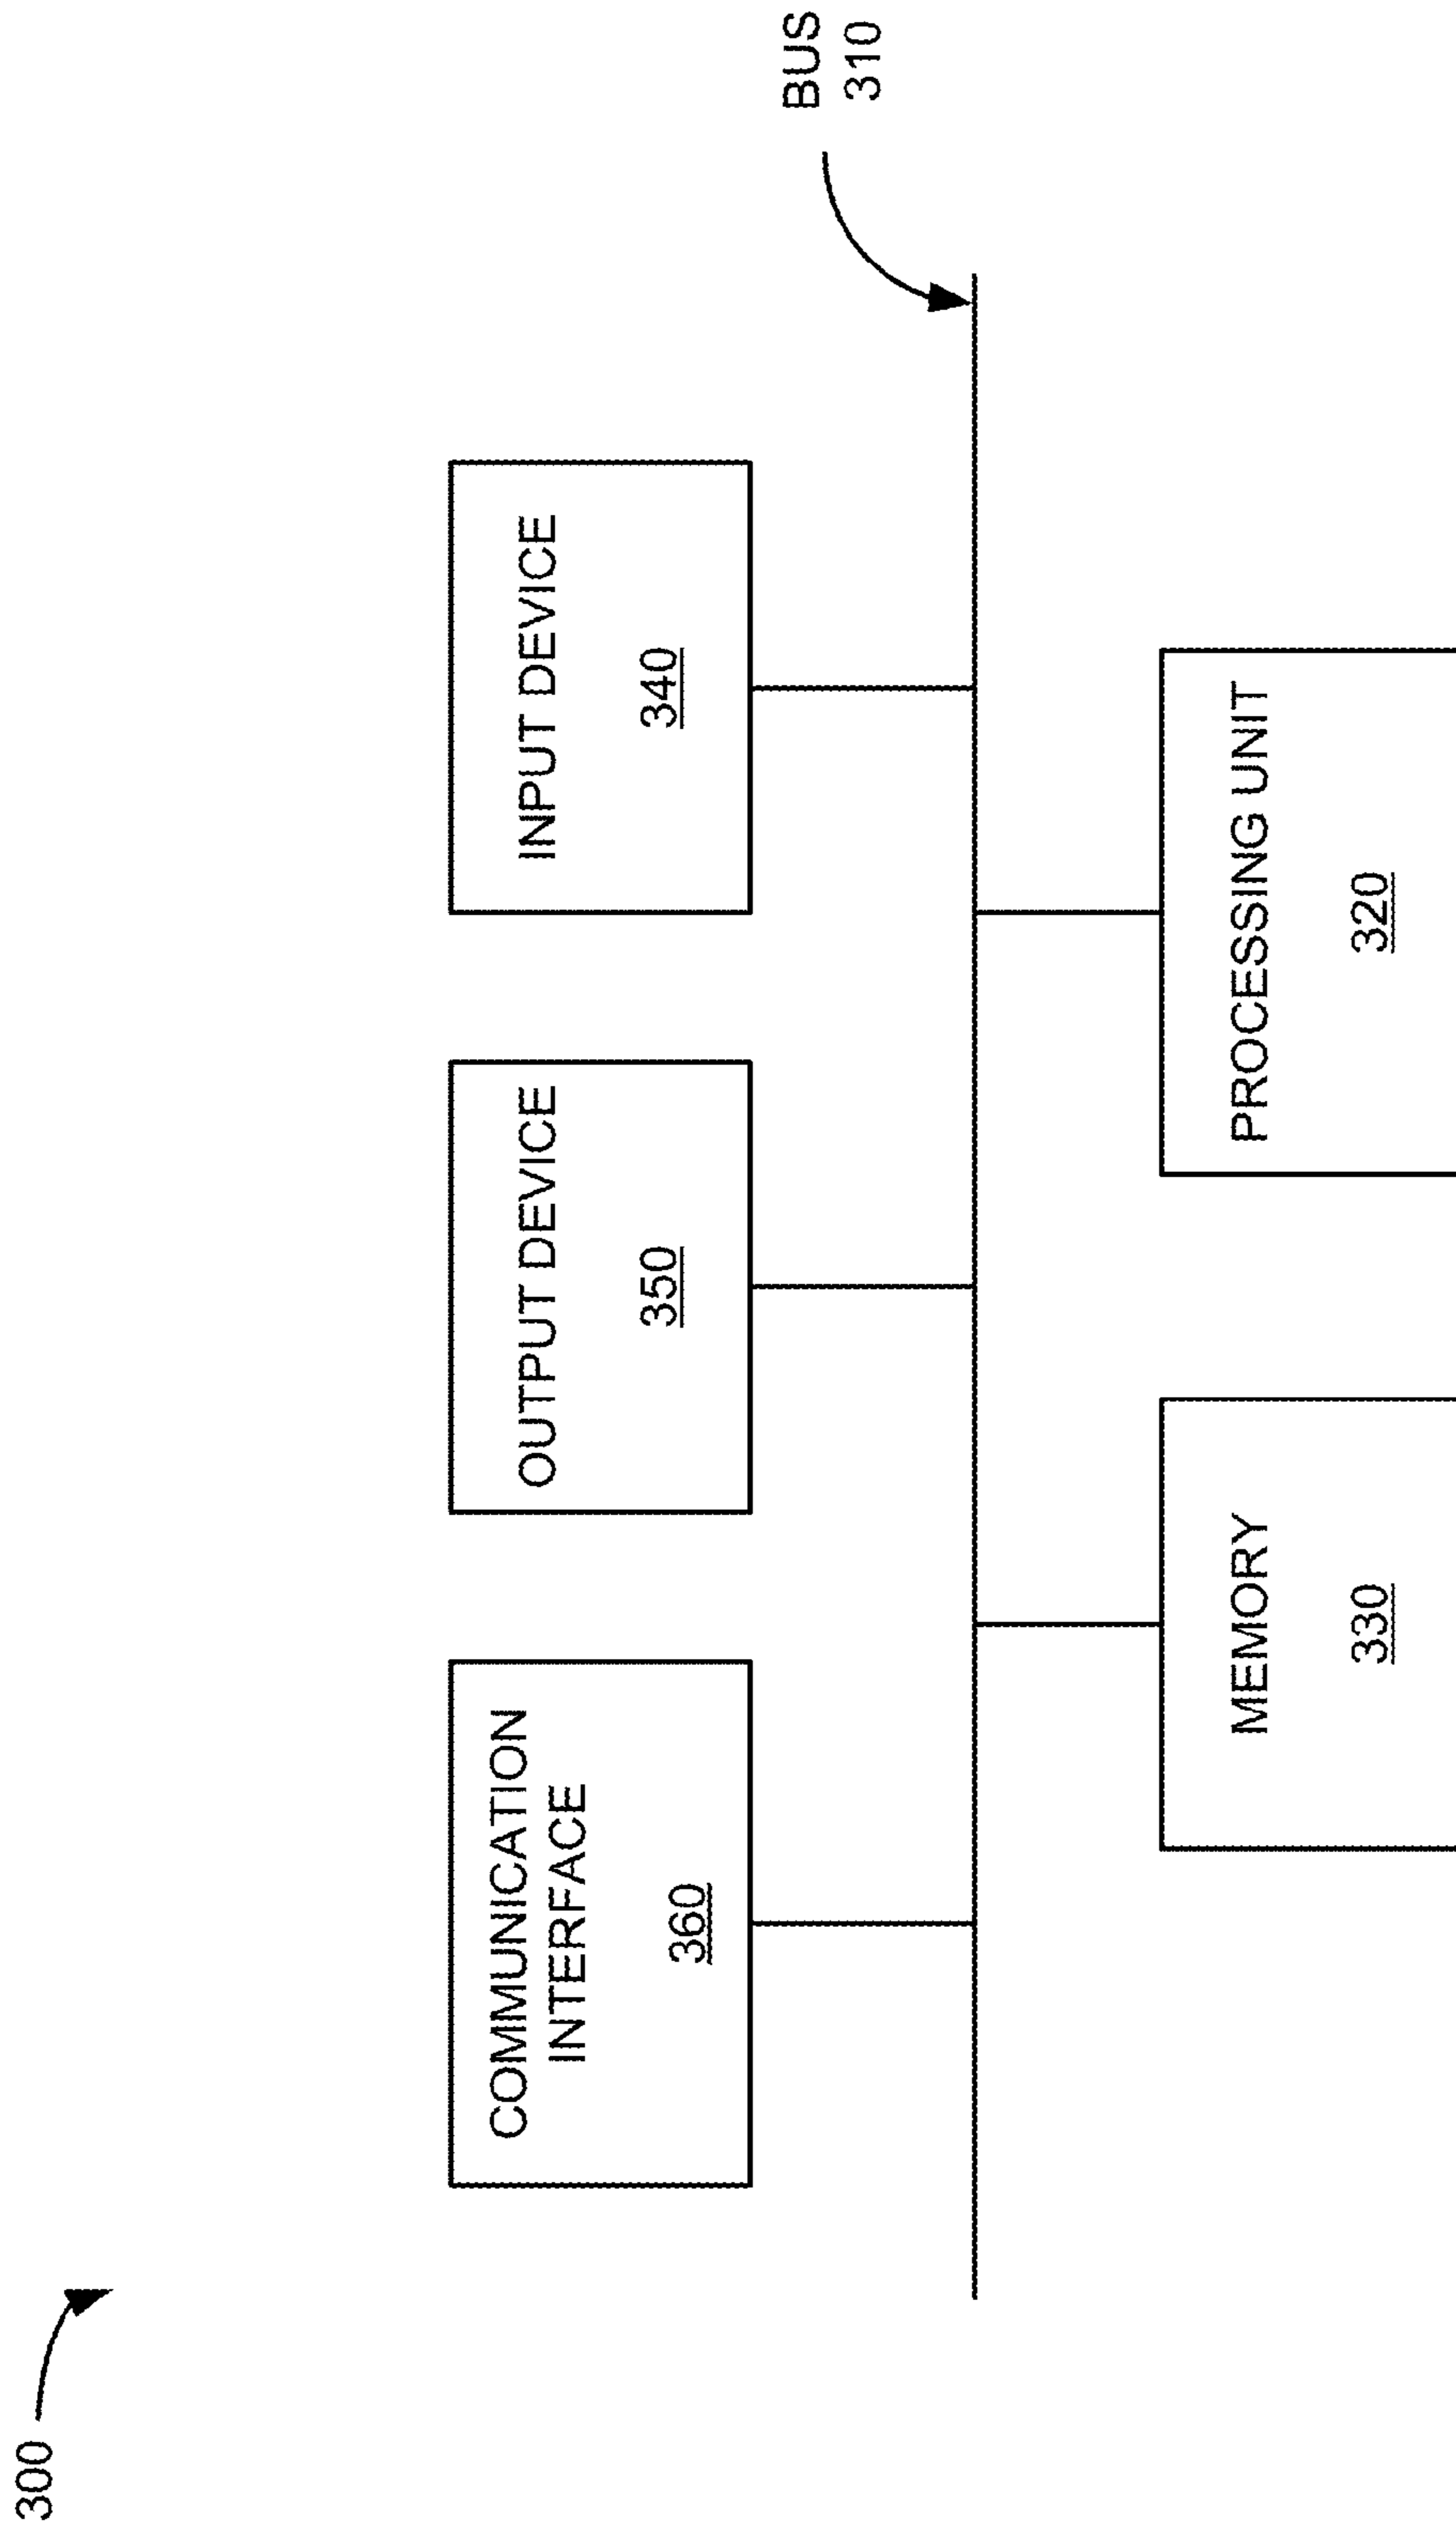 300
COMMUNICATION
INTERFACE
360
OUTPUT DEVICE
350
INPUT DEVICE
340
BUS
310
MEMORY
330
PROCESSING UNIT
320